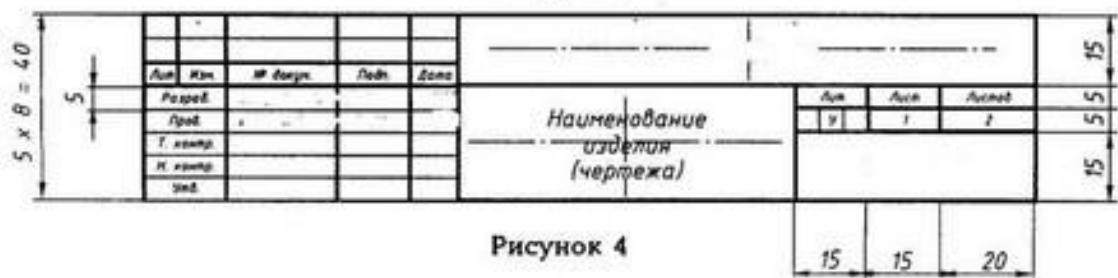 5 x 8 = 40
5
Лит Изм. № докум. Подп. Дата
Разраб.
Пров.
Т. контр.
Н. контр.
Утв.
Наименование
изделия
(чертежа)
Лит Лист Листов
У 1 2
15
5
5
15
15 15 20
Рисунок 4